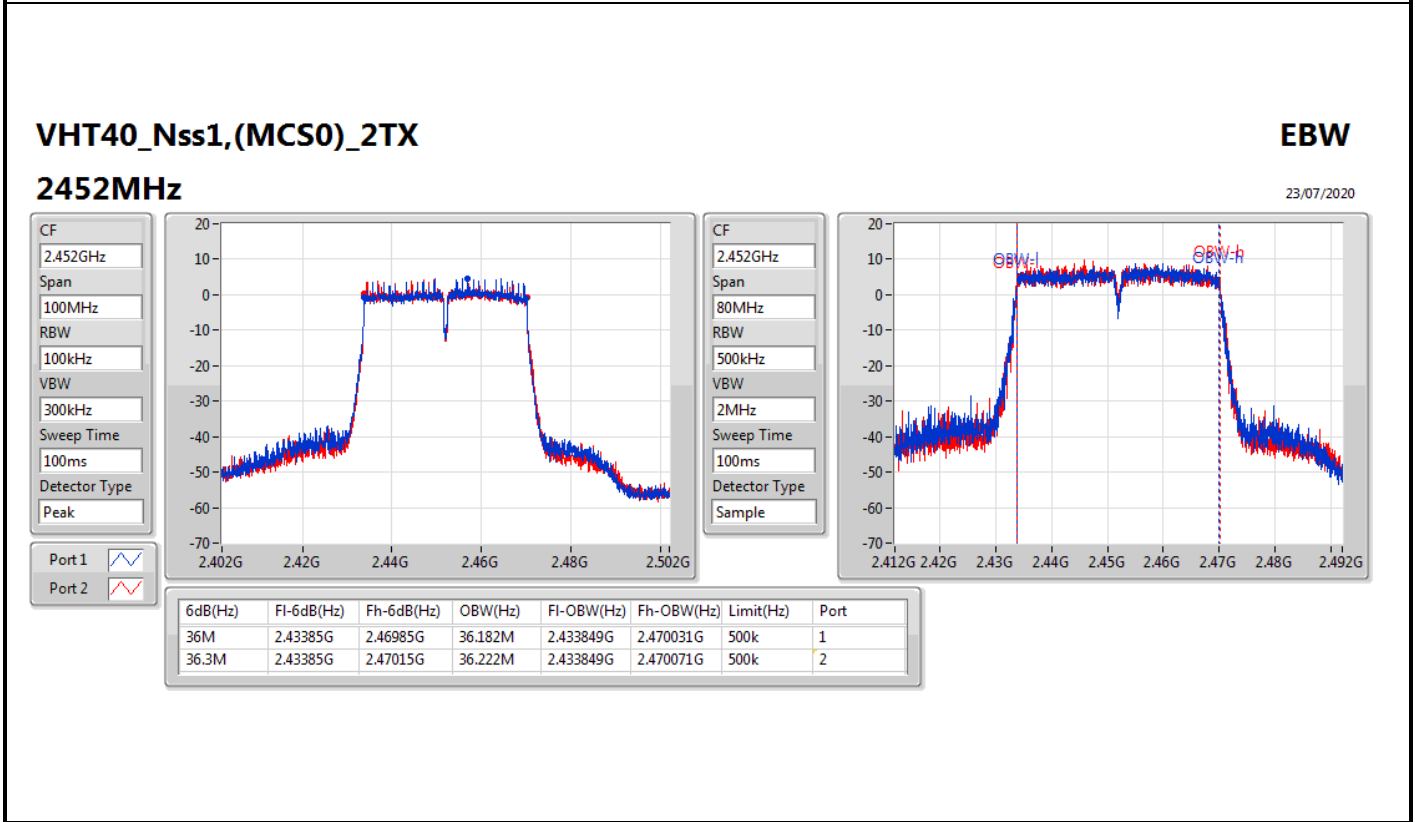 VHT40_Nss1,(MCS0)_2TX
EBW
2452MHz
23/07/2020
CF
2.452GHz
Span
100MHz
RBW
100kHz
VBW
300kHz
Sweep Time
100ms
Detector Type
Peak
Port 1
Port 2
20
10
0
-10
-20
-30
-40
-50
-60
-70
2.402G 2.42G 2.44G 2.46G 2.48G 2.502G
CF
2.452GHz
Span
80MHz
RBW
500kHz
VBW
2MHz
Sweep Time
100ms
Detector Type
Sample
20
10
0
-10
-20
-30
-40
-50
-60
-70
OBW-l
OBW-l
OBW-h
OBW-h
2.412G 2.42G 2.43G 2.44G 2.45G 2.46G 2.47G 2.48G 2.492G
6dB(Hz) Fl-6dB(Hz) Fh-6dB(Hz) OBW(Hz) Fl-OBW(Hz) Fh-OBW(Hz) Limit(Hz) Port
36M 2.43385G 2.46985G 36.182M 2.433849G 2.470031G 500k 1
36.3M 2.43385G 2.47015G 36.222M 2.433849G 2.470071G 500k 2